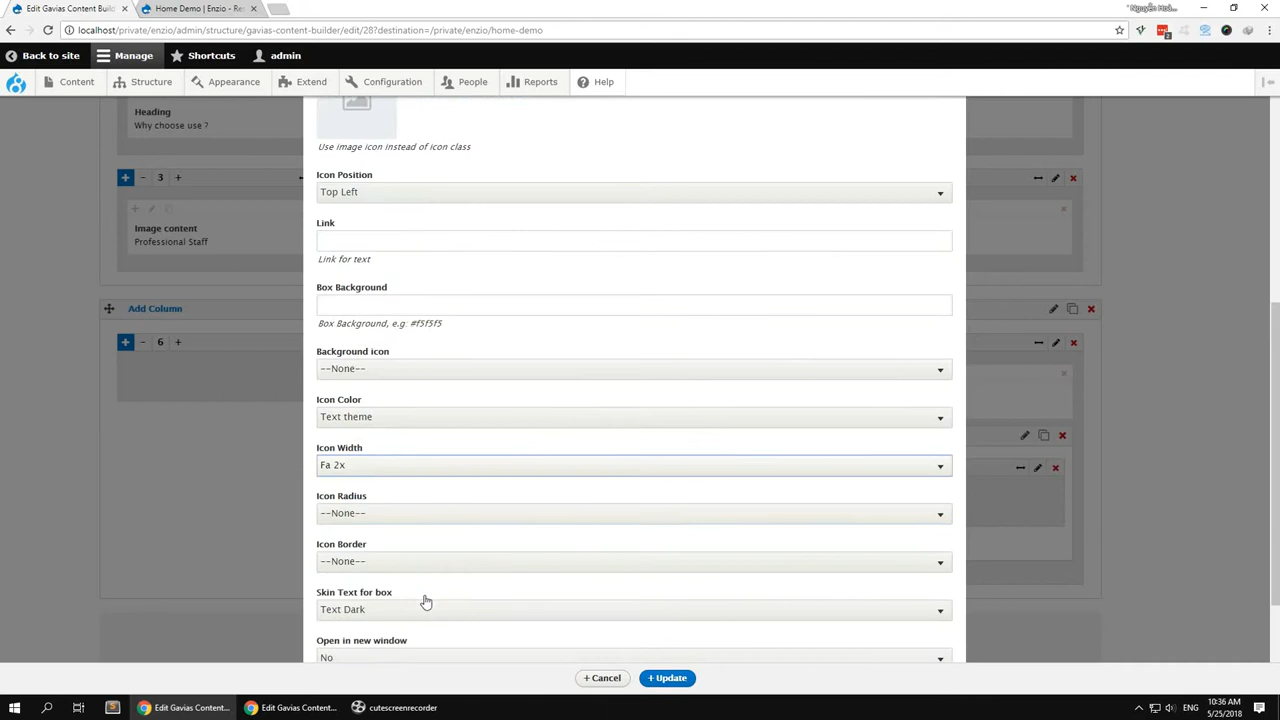 Edit Gavias Content Buil
Home Demo | Enzio - Res
localhost/private/enzio/admin/structure/gavias-content-builder/edit/28?destination=/private/enzio/home-demo
Back to site
Manage
Shortcuts
admin
Content
Structure
Appearance
Extend
Configuration
People
Reports
Help
Heading
Why choose use ?
3
Image content
Professional Staff
Add Column
6
Use image icon instead of icon class
Icon Position
Top Left
Link
Link for text
Box Background
Box Background, e.g: #f5f5f5
Background icon
--None--
Icon Color
Text theme
Icon Width
Fa 2x
Icon Radius
--None--
Icon Border
--None--
Skin Text for box
Text Dark
Open in new window
No
+ Cancel
+ Update
Edit Gavias Content...
Edit Gavias Content...
cutescreenrecorder
ENG
10:36 AM
5/25/2018